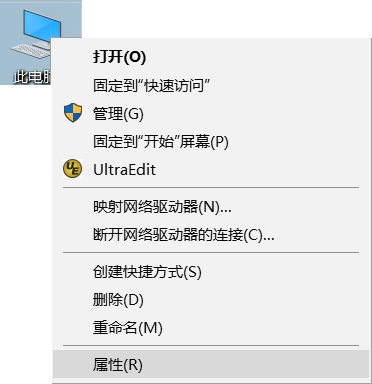 此电脑
打开(O)
固定到“快速访问”
管理(G)
固定到“开始”屏幕(P)
UltraEdit
映射网络驱动器(N)...
断开网络驱动器的连接(C)...
创建快捷方式(S)
删除(D)
重命名(M)
属性(R)